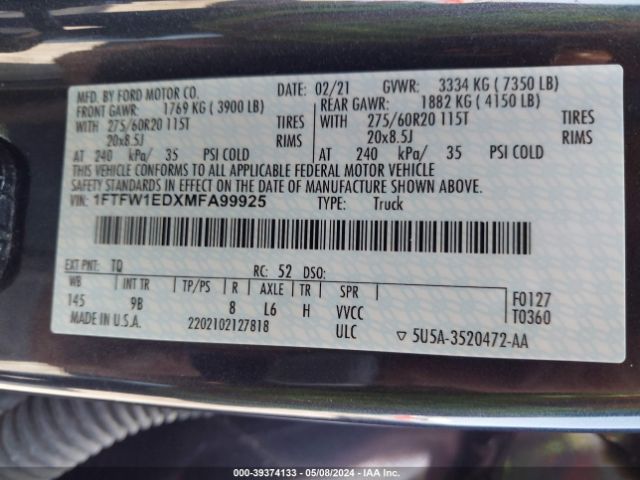 MFD. BY FORD MOTOR CO.
DATE: 02/21 GVWR: 3334 KG ( 7350 LB)
FRONT GAWR: 1769 KG ( 3900 LB)
REAR GAWR: 1882 KG ( 4150 LB)
WITH 275/60R20 115T TIRES
WITH 275/60R20 115T TIRES
20x8.5J RIMS
20x8.5J RIMS
AT 240 kPa/ 35 PSI COLD
AT 240 kPa/ 35 PSI COLD
THIS VEHICLE CONFORMS TO ALL APPLICABLE FEDERAL MOTOR VEHICLE
SAFETY STANDARDS IN EFFECT ON THE DATE OF MANUFACTURE SHOWN ABOVE.
VIN: 1FTFW1EDXMFA99925 TYPE: Truck
EXT PNT: TQ RC: 52 DSO:
WB INT TR TP/PS R AXLE TR SPR
145 9B 8 L6 H VVCC
F0127
T0360
MADE IN U.S.A. 2202102127818 ULC 5U5A-3520472-AA
000-39374133 - 05/08/2024 - IAA Auctions